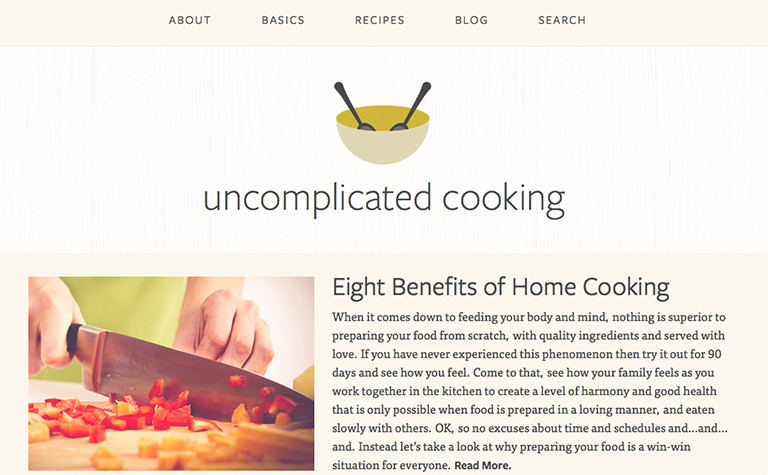 ABOUT BASICS RECIPES BLOG SEARCH
uncomplicated cooking
Eight Benefits of Home Cooking
When it comes down to feeding your body and mind, nothing is superior to
preparing your food from scratch, with quality ingredients and served with
love. If you have never experienced this phenomenon then try it out for 90
days and see how you feel. Come to that, see how your family feels as you
work together in the kitchen to create a level of harmony and good health
that is only possible when food is prepared in a loving manner, and eaten
slowly with others. OK, so no excuses about time and schedules and...and...
and. Instead let's take a look at why preparing your food is a win-win
situation for everyone. Read More.